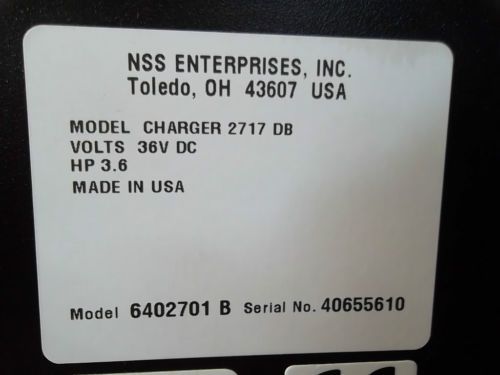 NSS ENTERPRISES, INC.
Toledo, OH 43607 USA
MODEL CHARGER 2717 DB
VOLTS 36V DC
HP 3.6
MADE IN USA
Model 6402701 B Serial No. 40655610